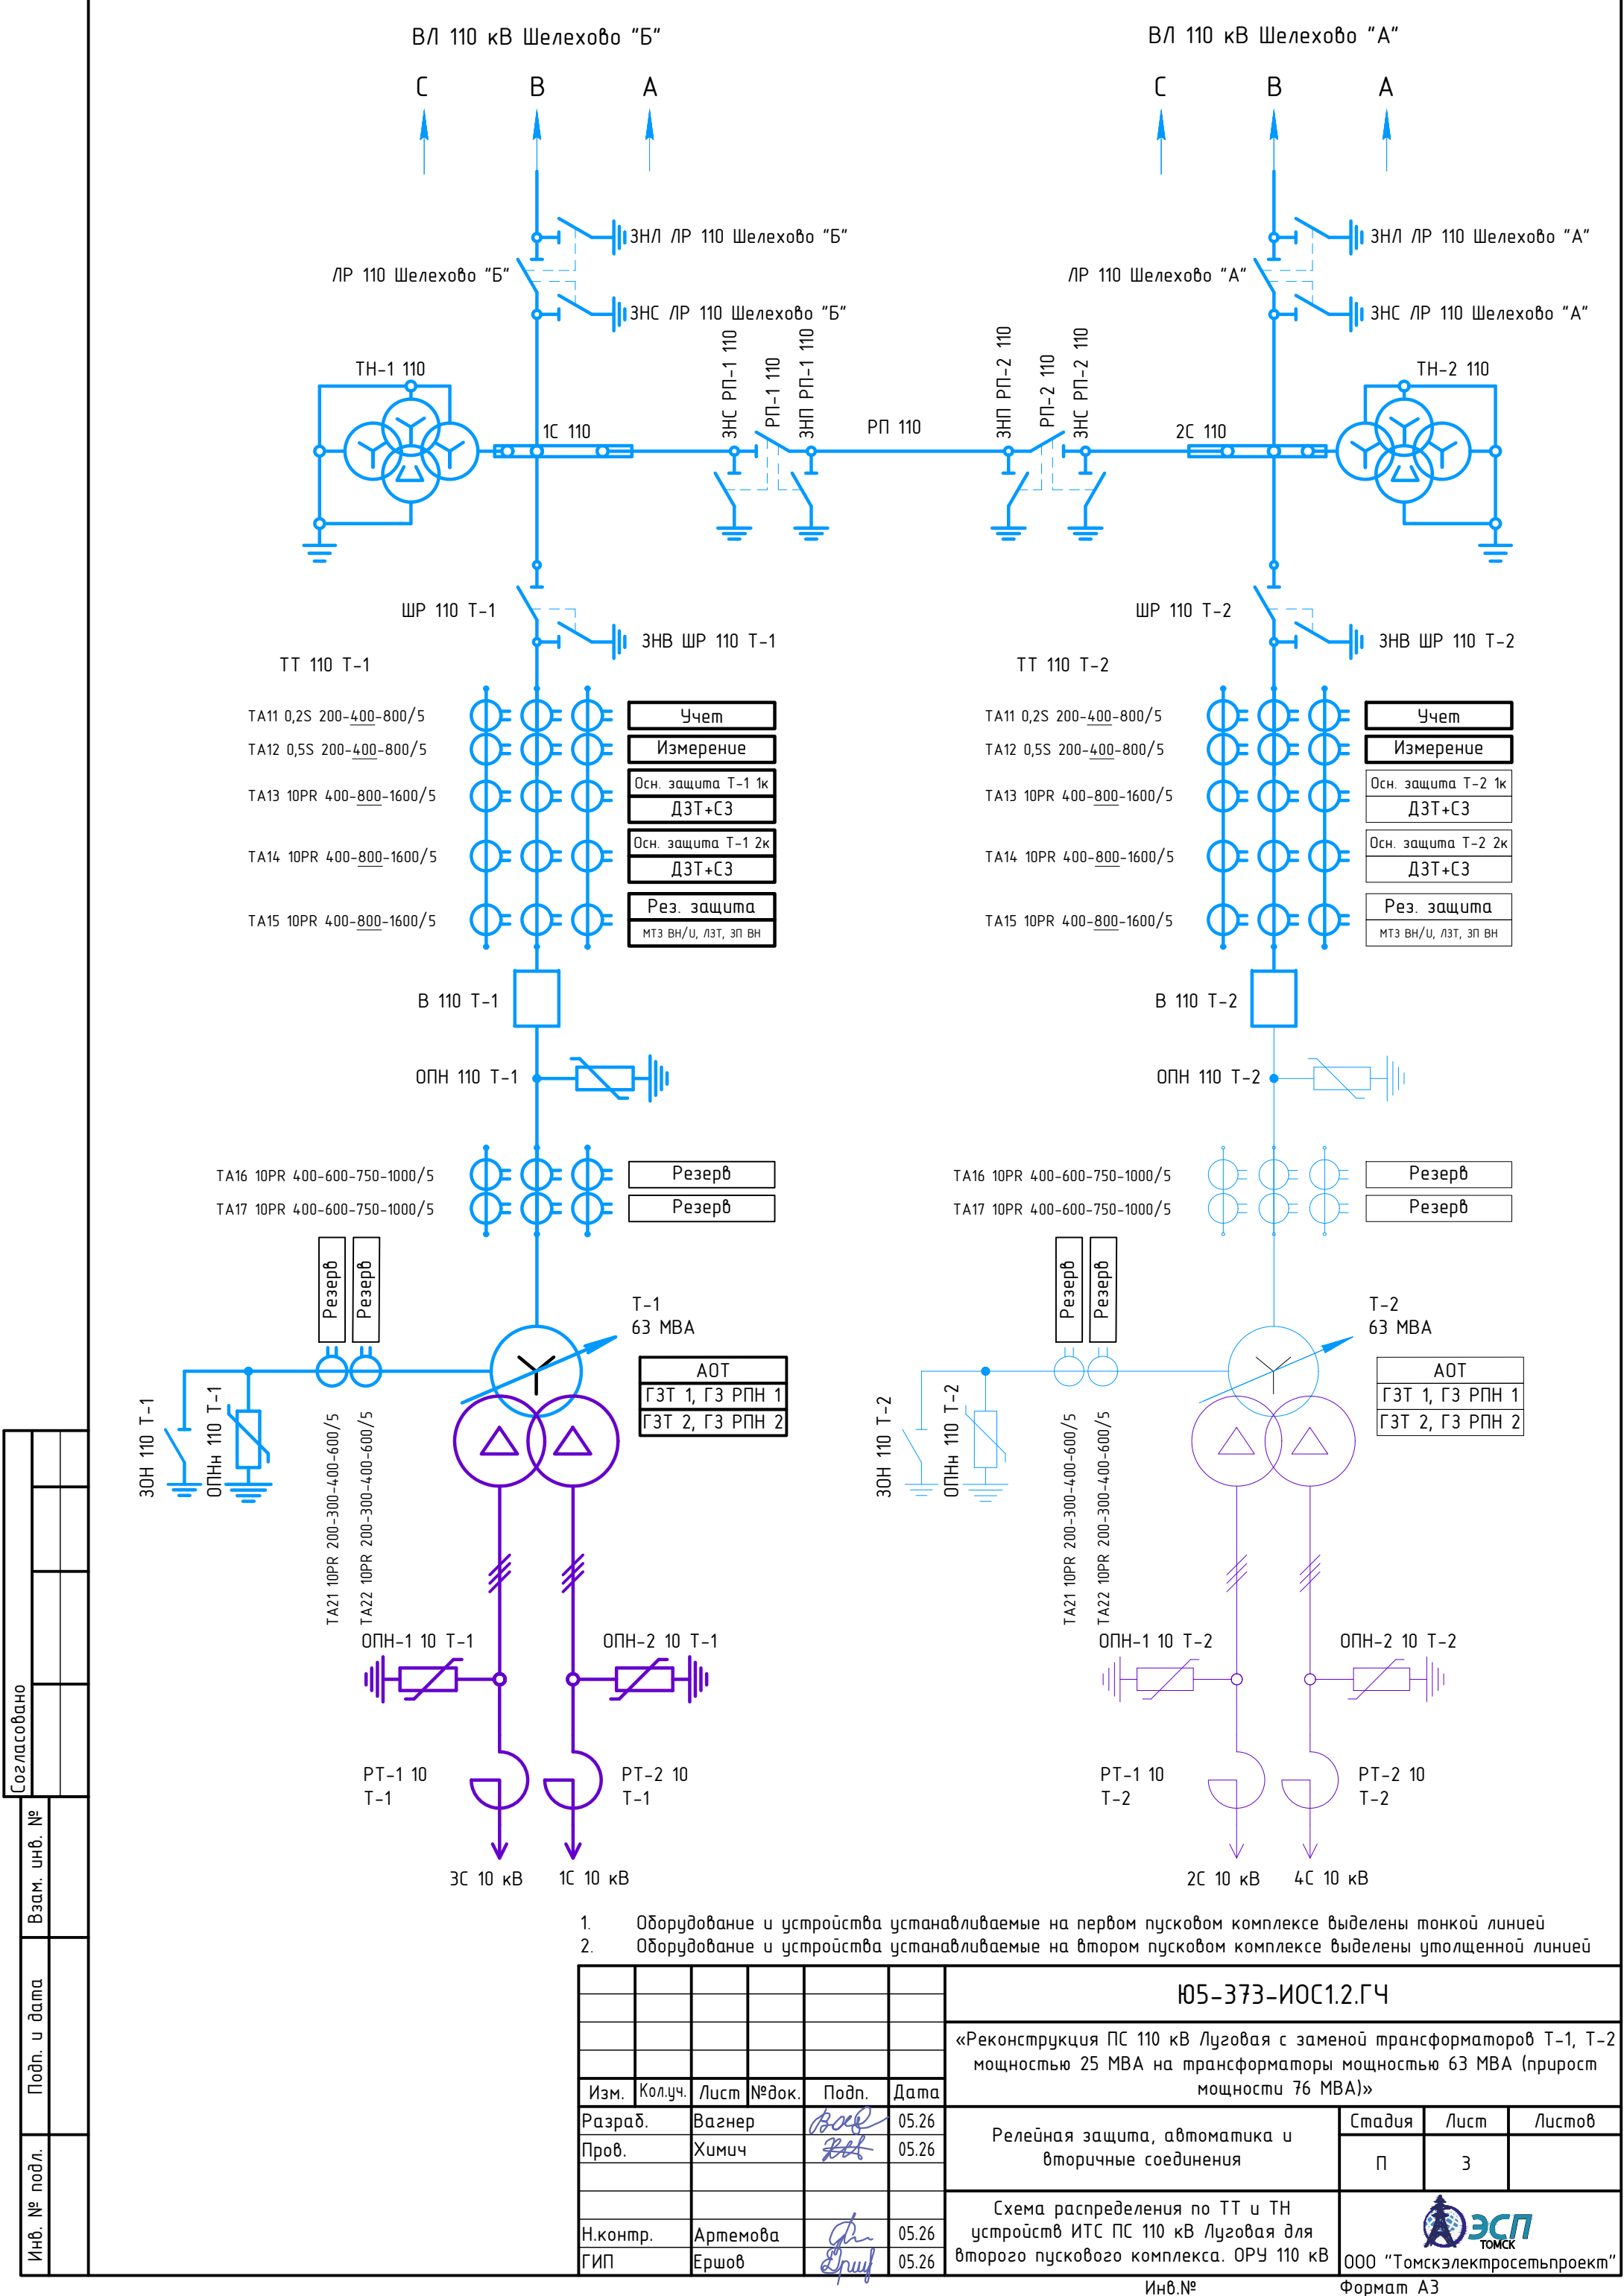 ВЛ 110 кВ Шелехово "Б"
ВЛ 110 кВ Шелехово "А"
С В А
С В А
ЗНЛ ЛР 110 Шелехово "Б"
ЛР 110 Шелехово "Б"
ЗНС ЛР 110 Шелехово "Б"
ЗНЛ ЛР 110 Шелехово "А"
ЛР 110 Шелехово "А"
ЗНС ЛР 110 Шелехово "А"
ТН-1 110
1С 110
ЗНС РП-1 110
РП-1 110
ЗНП РП-1 110
РП 110
ЗНП РП-2 110
РП-2 110
ЗНС РП-2 110
2С 110
ТН-2 110
ШР 110 Т-1
ЗНВ ШР 110 Т-1
ШР 110 Т-2
ЗНВ ШР 110 Т-2
ТТ 110 Т-1
ТА11 0,2S 200-400-800/5
Учет
ТА12 0,5S 200-400-800/5
Измерение
ТА13 10PR 400-800-1600/5
Осн. защита Т-1 1к
ДЗТ+СЗ
ТА14 10PR 400-800-1600/5
Осн. защита Т-1 2к
ДЗТ+СЗ
ТА15 10PR 400-800-1600/5
Рез. защита
МТЗ ВН/U, ЛЗТ, ЗП ВН
ТТ 110 Т-2
ТА11 0,2S 200-400-800/5
Учет
ТА12 0,5S 200-400-800/5
Измерение
ТА13 10PR 400-800-1600/5
Осн. защита Т-2 1к
ДЗТ+СЗ
ТА14 10PR 400-800-1600/5
Осн. защита Т-2 2к
ДЗТ+СЗ
ТА15 10PR 400-800-1600/5
Рез. защита
МТЗ ВН/U, ЛЗТ, ЗП ВН
В 110 Т-1
В 110 Т-2
ОПН 110 Т-1
ОПН 110 Т-2
ТА16 10PR 400-600-750-1000/5
Резерв
ТА17 10PR 400-600-750-1000/5
Резерв
ТА16 10PR 400-600-750-1000/5
Резерв
ТА17 10PR 400-600-750-1000/5
Резерв
Резерв
Резерв
Т-1
63 МВА
АОТ
ГЗТ 1, ГЗ РПН 1
ГЗТ 2, ГЗ РПН 2
ЗОН 110 Т-1
ОПНн 110 Т-1
ТА21 10PR 200-300-400-600/5
ТА22 10PR 200-300-400-600/5
Резерв
Резерв
Т-2
63 МВА
АОТ
ГЗТ 1, ГЗ РПН 1
ГЗТ 2, ГЗ РПН 2
ЗОН 110 Т-2
ОПНн 110 Т-2
ТА21 10PR 200-300-400-600/5
ТА22 10PR 200-300-400-600/5
ОПН-1 10 Т-1
ОПН-2 10 Т-1
ОПН-1 10 Т-2
ОПН-2 10 Т-2
РТ-1 10
Т-1
РТ-2 10
Т-1
РТ-1 10
Т-2
РТ-2 10
Т-2
3С 10 кВ
1С 10 кВ
2С 10 кВ
4С 10 кВ
1. Оборудование и устройства устанавливаемые на первом пусковом комплексе выделены тонкой линией
2. Оборудование и устройства устанавливаемые на втором пусковом комплексе выделены утолщенной линией
Согласовано
Взам. инв. №
Подп. и дата
Инв. № подл.
Ю5-373-ИОС1.2.ГЧ
«Реконструкция ПС 110 кВ Луговая с заменой трансформаторов Т-1, Т-2
мощностью 25 МВА на трансформаторы мощностью 63 МВА (прирост
мощности 76 МВА)»
Изм. Кол.уч. Лист №док. Подп. Дата
Разраб. Вагнер 05.26
Пров. Химич 05.26
Н.контр. Артемова 05.26
ГИП Ершов 05.26
Релейная защита, автоматика и
вторичные соединения
Стадия Лист Листов
П 3
Схема распределения по ТТ и ТН
устройств ИТС ПС 110 кВ Луговая для
второго пускового комплекса. ОРУ 110 кВ
ЭСП
ТОМСК
ООО "Томскэлектросетьпроект"
Инв.№
Формат А3